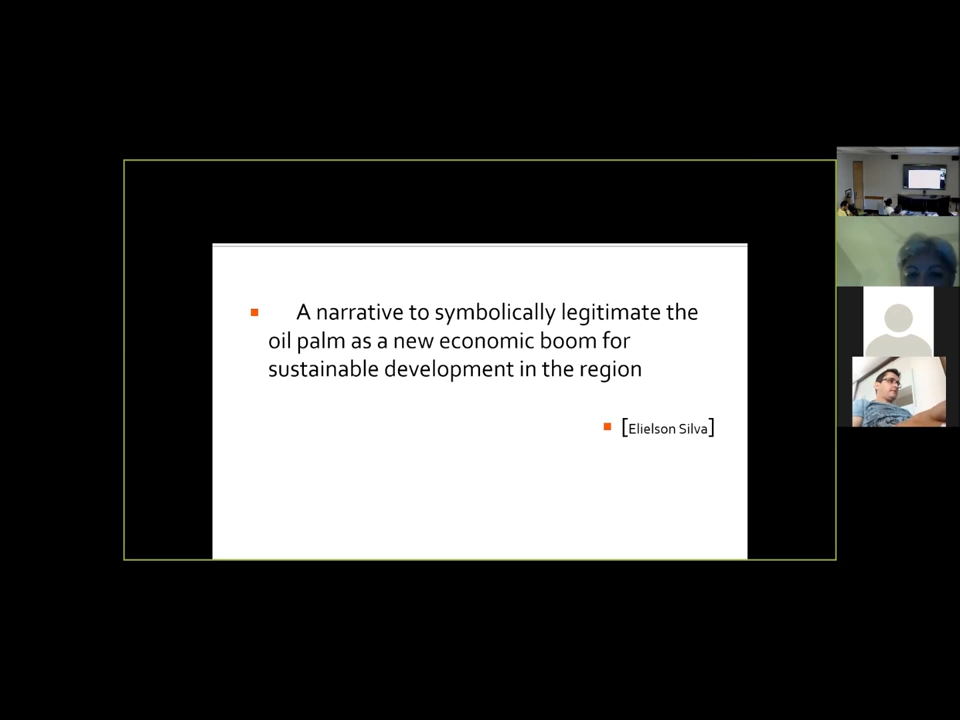 A narrative to symbolically legitimate the
oil palm as a new economic boom for
sustainable development in the region
[Elielson Silva]